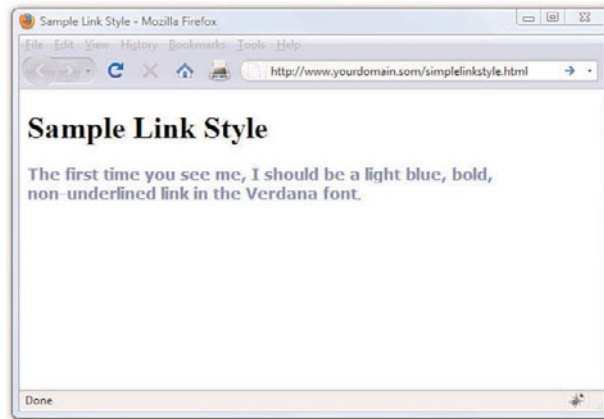 Sample Link Style - Mozilla Firefox
File Edit View History Bookmarks Tools Help
http://www.yourdomain.som/simplelinkstyle.html
Sample Link Style
The first time you see me, I should be a light blue, bold,
non-underlined link in the Verdana font.
Done